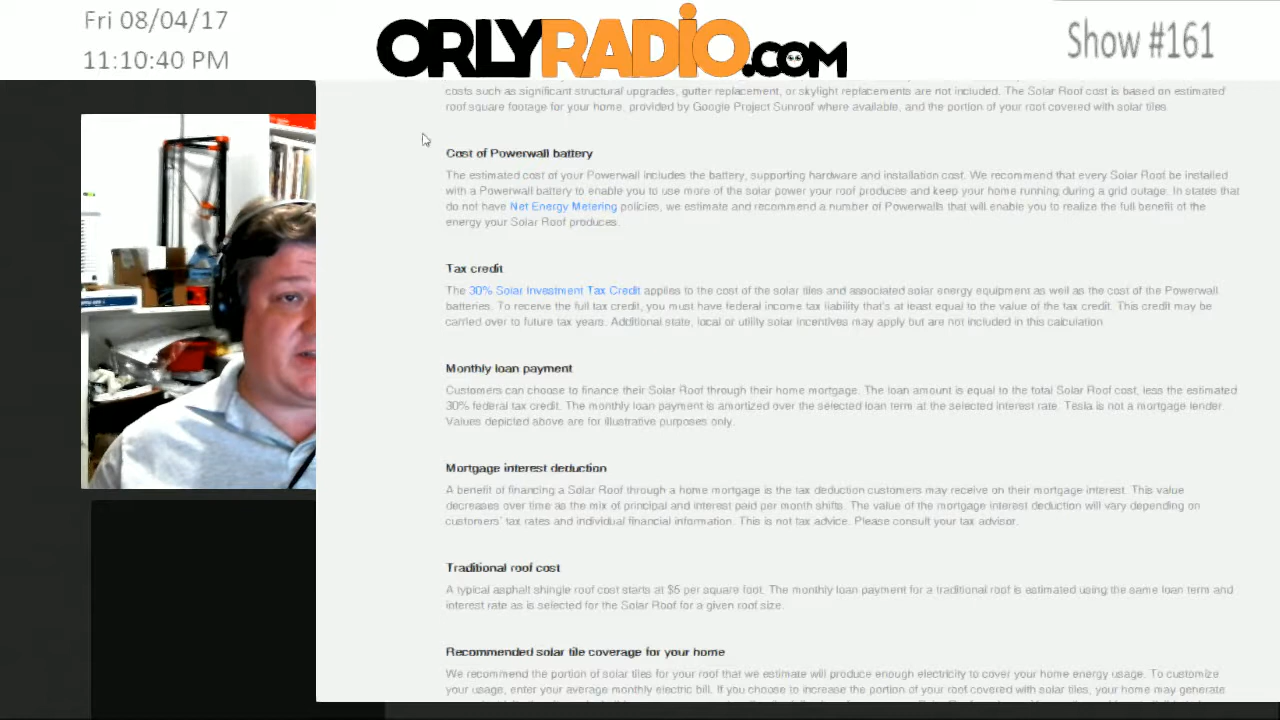 Fri 08/04/17
11:10:40 PM
ORLYRADIO.COM
Show #161
costs such as significant structural upgrades, gutter replacement, or skylight replacements are not included. The Solar Roof cost is based on estimated
roof square footage for your home, provided by Google Project Sunroof where available, and the portion of your roof covered with solar tiles.
Cost of Powerwall battery
The estimated cost of your Powerwall includes the battery, supporting hardware and installation cost. We recommend that every Solar Roof be installed
with a Powerwall battery to enable you to use more of the solar power your roof produces and keep your home running during a grid outage. In states that
do not have Net Energy Metering policies, we estimate and recommend a number of Powerwalls that will enable you to realize the full benefit of the
energy your Solar Roof produces.
Tax credit
The 30% Solar Investment Tax Credit applies to the cost of the solar tiles and associated solar energy equipment as well as the cost of the Powerwall
batteries. To receive the full tax credit, you must have federal income tax liability that's at least equal to the value of the tax credit. This credit may be
carried over to future tax years. Additional state, local or utility solar incentives may apply but are not included in this calculation
Monthly loan payment
Customers can choose to finance their Solar Roof through their home mortgage. The loan amount is equal to the total Solar Roof cost, less the estimated
30% federal tax credit. The monthly loan payment is amortized over the selected loan term at the selected interest rate. Tesla is not a mortgage lender.
Values depicted above are for illustrative purposes only.
Mortgage interest deduction
A benefit of financing a Solar Roof through a home mortgage is the tax deduction customers may receive on their mortgage interest. This value
decreases over time as the mix of principal and interest paid per month shifts. The value of the mortgage interest deduction will vary depending on
customers' tax rates and individual financial information. This is not tax advice. Please consult your tax advisor.
Traditional roof cost
A typical asphalt shingle roof cost starts at $5 per square foot. The monthly loan payment for a traditional roof is estimated using the same loan term and
interest rate as is selected for the Solar Roof for a given roof size.
Recommended solar tile coverage for your home
We recommend the portion of solar tiles for your roof that we estimate will produce enough electricity to cover your home energy usage. To customize
your usage, enter your average monthly electric bill. If you choose to increase the portion of your roof covered with solar tiles, your home may generate